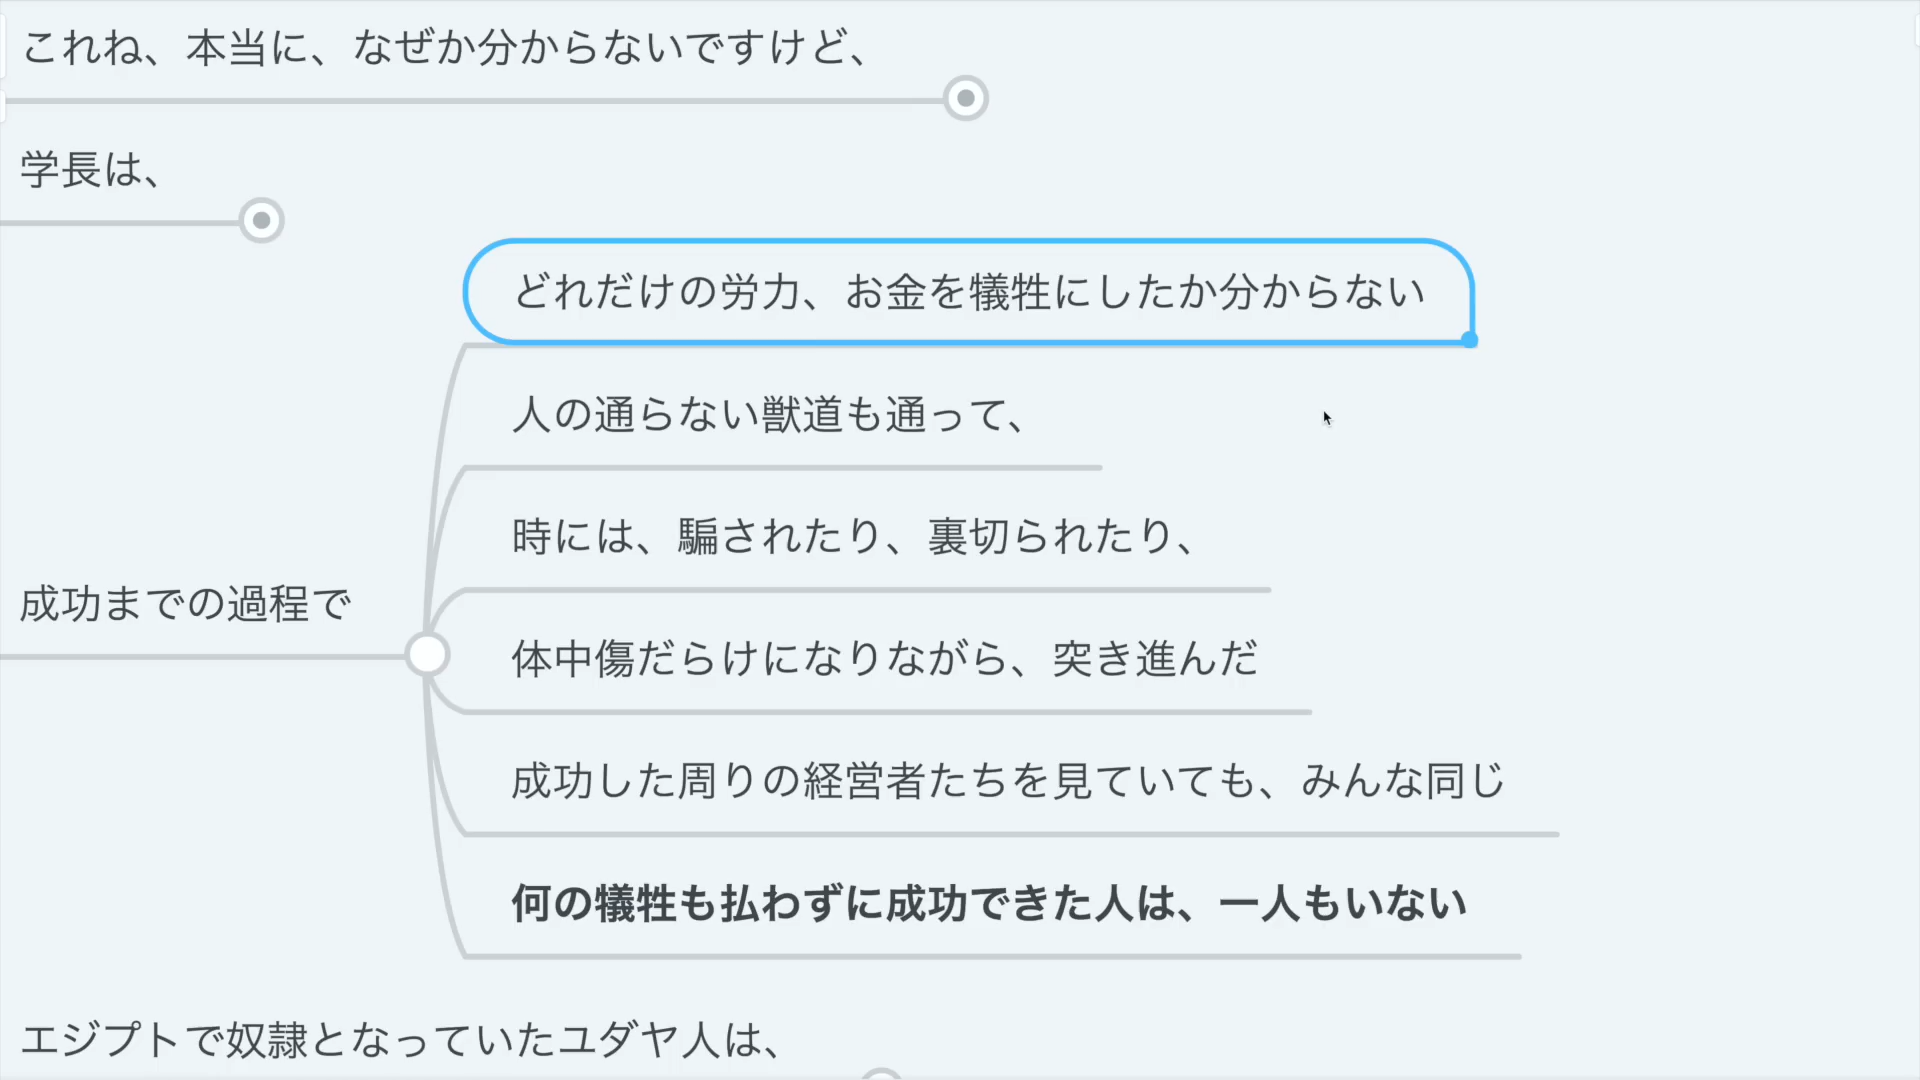 これね、本当に、なぜか分からないですけど、
学長は、
どれだけの労力、お金を犠牲にしたか分からない
人の通らない獣道も通って、
時には、騙されたり、裏切られたり、
成功までの過程で
体中傷だらけになりながら、突き進んだ
成功した周りの経営者たちを見ていても、みんな同じ
何の犠牲も払わずに成功できた人は、一人もいない
エジプトで奴隷となっていたユダヤ人は、